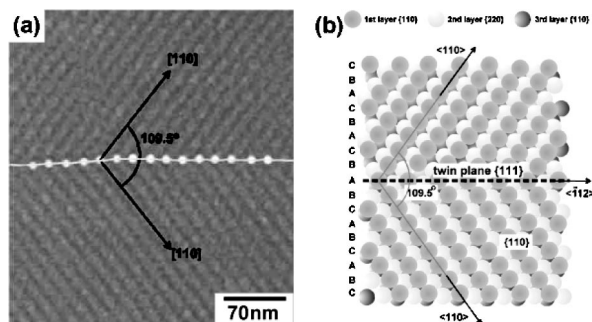 (a)
[110]
109.5°
[110]
70nm
(b)
1st layer {110}
2nd layer {220}
3rd layer {110}
<110>
C
B
A
C
B
A
C
B
A
B
C
A
B
C
A
B
C
twin plane {111}
109.5°
<112>
{110}
<110>